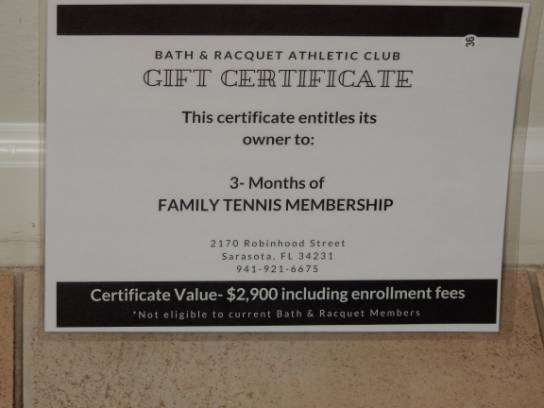 36
BATH & RACQUET ATHLETIC CLUB
GIFT CERTIFICATE
This certificate entitles its
owner to:
3- Months of
FAMILY TENNIS MEMBERSHIP
2170 Robinhood Street
Sarasota, FL 34231
941-921-6675
Certificate Value- $2,900 including enrollment fees
*Not eligible to current Bath & Racquet Members